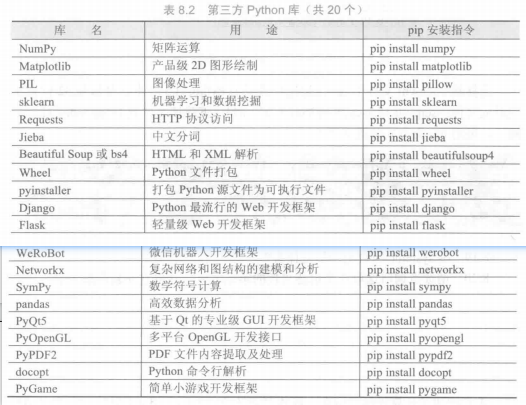 表 8.2 第三方 Python 库（共 20 个）
库 名 用 途 pip 安装指令
NumPy 矩阵运算 pip install numpy
Matplotlib 产品级 2D 图形绘制 pip install matplotlib
PIL 图像处理 pip install pillow
sklearn 机器学习和数据挖掘 pip install sklearn
Requests HTTP 协议访问 pip install requests
Jieba 中文分词 pip install jieba
Beautiful Soup 或 bs4 HTML 和 XML 解析 pip install beautifulsoup4
Wheel Python 文件打包 pip install wheel
pyinstaller 打包 Python 源文件为可执行文件 pip install pyinstaller
Django Python 最流行的 Web 开发框架 pip install django
Flask 轻量级 Web 开发框架 pip install flask
WeRoBot 微信机器人开发框架 pip install werobot
Networkx 复杂网络和图结构的建模和分析 pip install networkx
SymPy 数学符号计算 pip install sympy
pandas 高效数据分析 pip install pandas
PyQt5 基于 Qt 的专业级 GUI 开发框架 pip install pyqt5
PyOpenGL 多平台 OpenGL 开发接口 pip install pyopengl
PyPDF2 PDF 文件内容提取及处理 pip install pypdf2
docopt Python 命令行解析 pip install docopt
PyGame 简单小游戏开发框架 pip install pygame